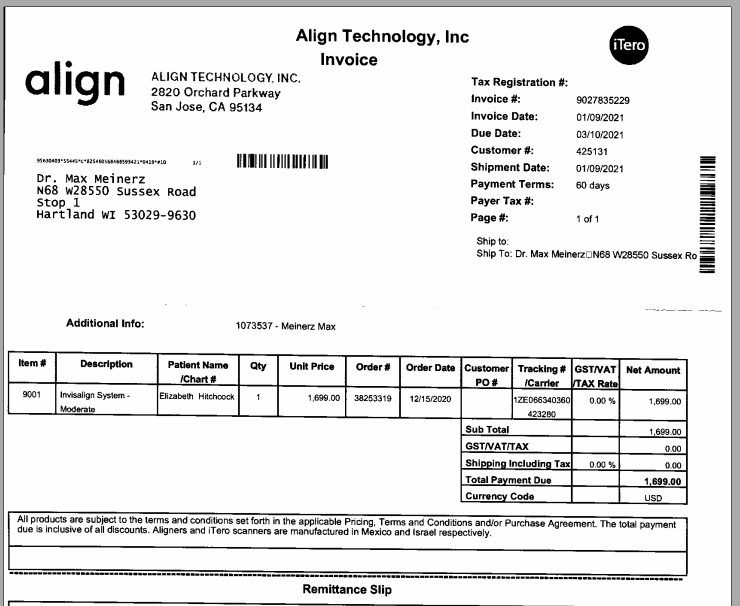 Align Technology, Inc
Invoice
iTero
align
ALIGN TECHNOLOGY, INC.
2820 Orchard Parkway
San Jose, CA 95134
Tax Registration #:
Invoice #: 9027835229
Invoice Date: 01/09/2021
Due Date: 03/10/2021
Customer #: 425131
Shipment Date: 01/09/2021
Payment Terms: 60 days
Payer Tax #:
Page #: 1 of 1
1/1
Dr. Max Meinerz
N68 W28550 Sussex Road
Stop 1
Hartland WI 53029-9630
Ship to:
Ship To: Dr. Max Meinerz□N68 W28550 Sussex Ro
Additional Info: 1073537 - Meinerz Max
Item # Description Patient Name /Chart # Qty Unit Price Order # Order Date Customer PO # Tracking # /Carrier GST/VAT /TAX Rate Net Amount
9001 Invisalign System - Moderate Elizabeth Hitchcock 1 1,699.00 38253319 12/15/2020 1ZE066340360 423280 0.00 % 1,699.00
Sub Total 1,699.00
GST/VAT/TAX 0.00
Shipping Including Tax 0.00 % 0.00
Total Payment Due 1,699.00
Currency Code USD
All products are subject to the terms and conditions set forth in the applicable Pricing, Terms and Conditions and/or Purchase Agreement. The total payment
due is inclusive of all discounts. Aligners and iTero scanners are manufactured in Mexico and Israel respectively.
Remittance Slip